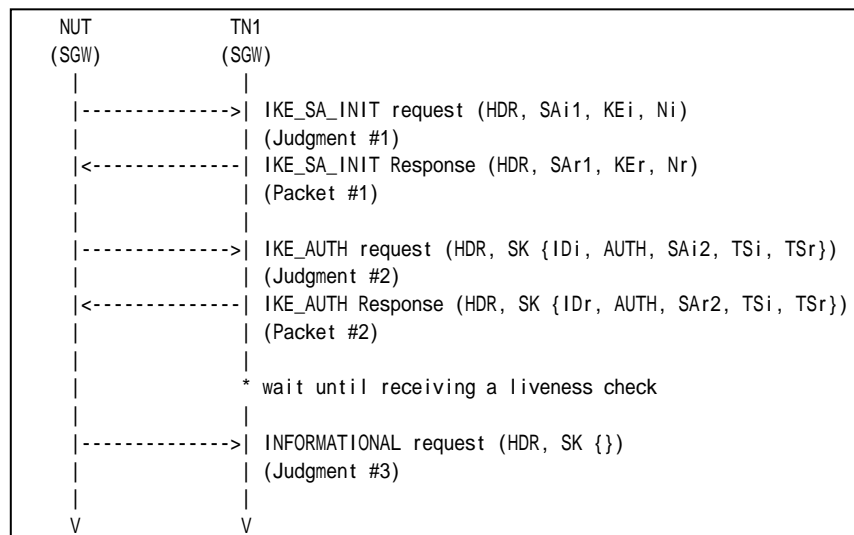 NUT TN1
(SGW) (SGW)
| |
|-------------->| IKE_SA_INIT request (HDR, SAi1, KEi, Ni)
| | (Judgment #1)
|<--------------| IKE_SA_INIT Response (HDR, SAr1, KEr, Nr)
| | (Packet #1)
| |
|-------------->| IKE_AUTH request (HDR, SK {IDi, AUTH, SAi2, TSi, TSr})
| | (Judgment #2)
|<--------------| IKE_AUTH Response (HDR, SK {IDr, AUTH, SAr2, TSi, TSr})
| | (Packet #2)
| |
| * wait until receiving a liveness check
| |
|-------------->| INFORMATIONAL request (HDR, SK {})
| | (Judgment #3)
| |
V V